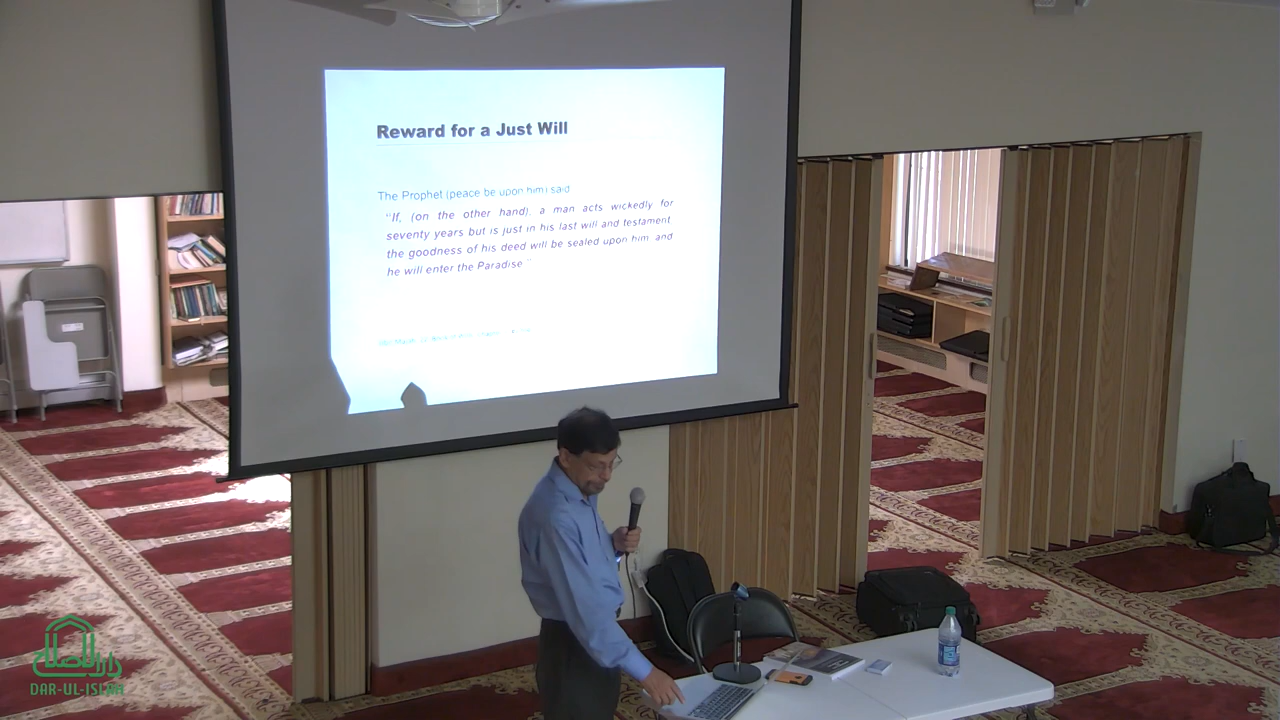 Reward for a Just Will
The Prophet (peace be upon him) said
"If, (on the other hand), a man acts wickedly for
seventy years but is just in his last will and testament
the goodness of his deed will be sealed upon him, and
he will enter the Paradise"
دار الإصلاح
DAR-UL-ISLAH